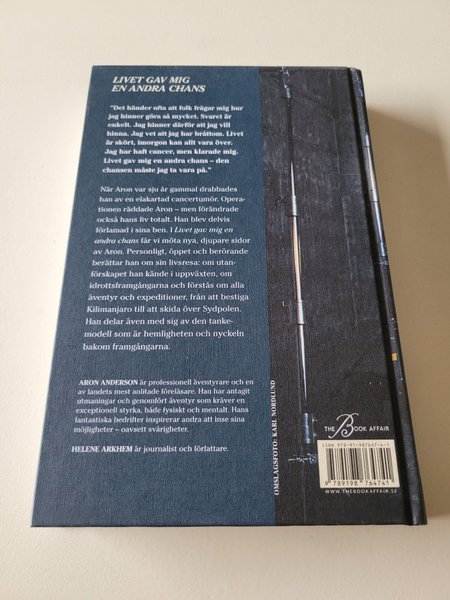 LIVET GAV MIG
EN ANDRA CHANS
"Det händer ofta att folk frågar mig hur
jag hinner göra så mycket. Svaret är
enkelt. Jag hinner därför att jag vill
hinna. Jag vet att jag har bråttom. Livet
är skört, imorgon kan allt vara över.
Jag har haft cancer, men klarade mig.
Livet gav mig en andra chans – den
chansen måste jag ta vara på."
När Aron var sju år gammal drabbades
han av en elakartad cancertumör. Opera-
tionen räddade Aron – men förändrade
också hans liv totalt. Han blev delvis
förlamad i sina ben. I Livet gav mig en
andra chans får vi möta nya, djupare sidor
av Aron. Personligt, öppet och berörande
berättar han om sin livsresa: om utan-
förskapet han kände i uppväxten, om
idrottsframgångarna och förstås om alla
äventyr och expeditioner, från att bestiga
Kilimanjaro till att skida över Sydpolen.
Han delar även med sig av den tanke-
modell som är hemligheten och nyckeln
bakom framgångarna.
ARON ANDERSON är professionell äventyrare och en
av landets mest anlitade föreläsare. Han har antagit
utmaningar och genomfört äventyr som kräver en
exceptionell styrka, både fysiskt och mentalt. Hans
fantastiska bedrifter inspirerar andra att inse sina
möjligheter – oavsett svårigheter.
HELENE ARKHEM är journalist och författare.
OMSLAGSFOTO: KARL NORDLUND
THE Book AFFAIR
ISBN 978-91-987647-4-1
9 789198 764741
WWW.THEBOOKAFFAIR.SE